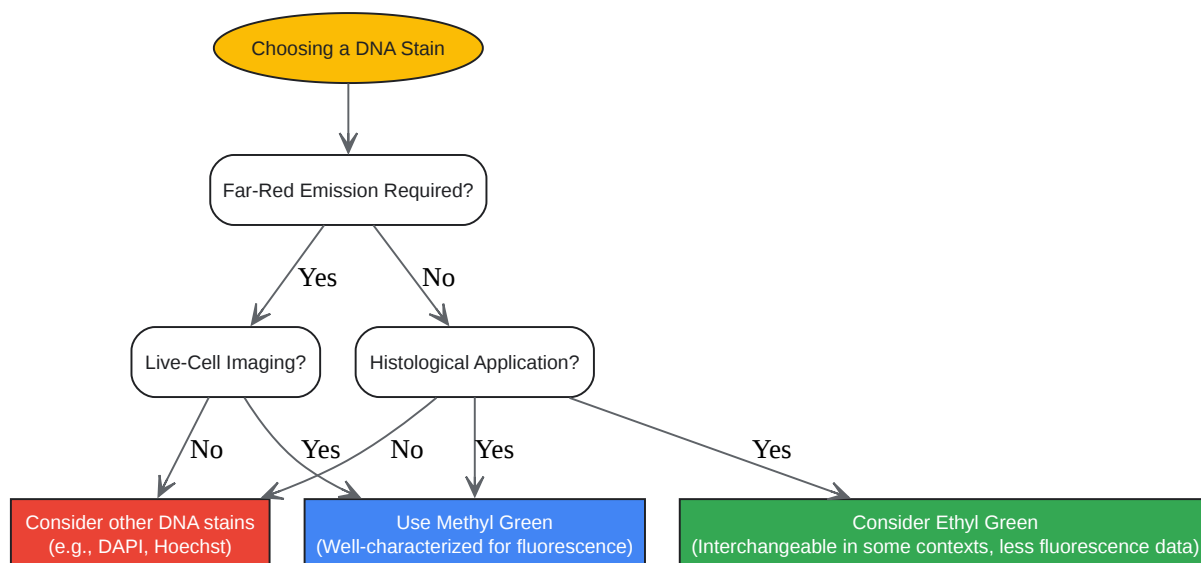 Choosing a DNA Stain
Far-Red Emission Required?
Yes
No
Live-Cell Imaging?
Histological Application?
No
Yes
No
Yes
Yes
Consider other DNA stains
(e.g., DAPI, Hoechst)
Use Methyl Green
(Well-characterized for fluorescence)
Consider Ethyl Green
(Interchangeable in some contexts, less fluorescence data)